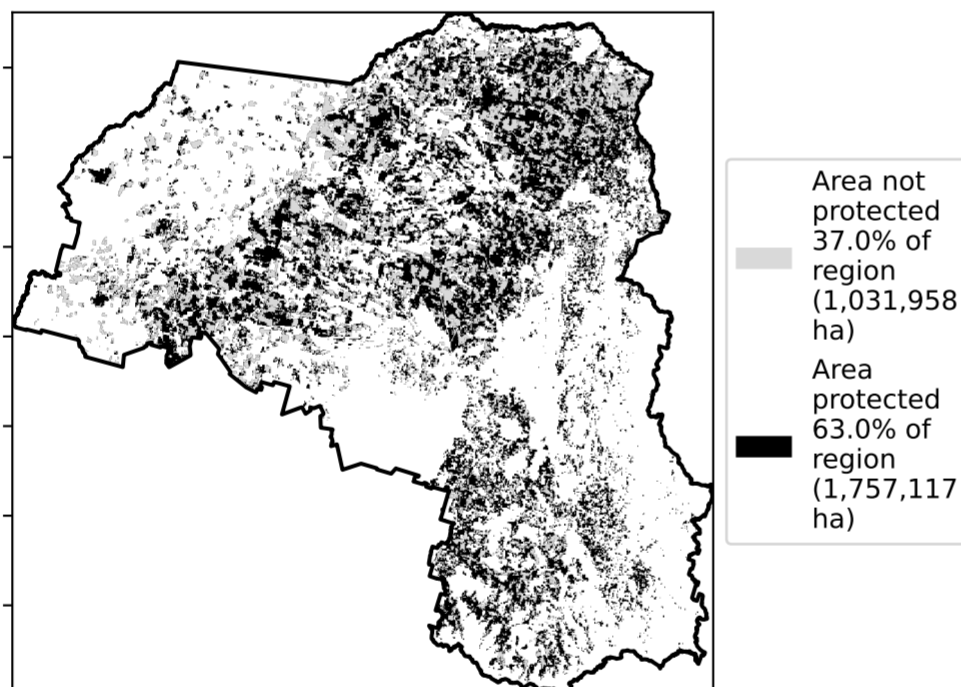 Area not
protected
37.0% of
region
(1,031,958
ha)
Area
protected
63.0% of
region
(1,757,117
ha)